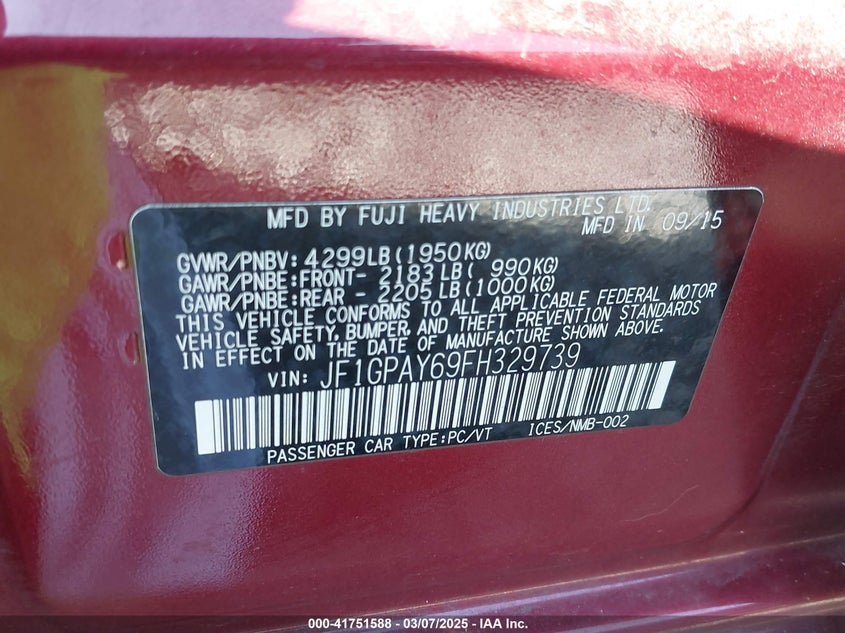 MFD BY FUJI HEAVY INDUSTRIES LTD.
MFD IN 09/15
GVWR/PNBV: 4299LB(1950KG)
GAWR/PNBE:FRONT- 2183LB( 990KG)
GAWR/PNBE:REAR - 2205LB(1000KG)
THIS VEHICLE CONFORMS TO ALL APPLICABLE FEDERAL MOTOR
VEHICLE SAFETY, BUMPER, AND THEFT PREVENTION STANDARDS
IN EFFECT ON THE DATE OF MANUFACTURE SHOWN ABOVE.
VIN: JF1GPAY69FH329739
PASSENGER CAR TYPE:PC/VT ICES/NMB-002
000-41751588 — 03/07/2025 — IAA Inc.